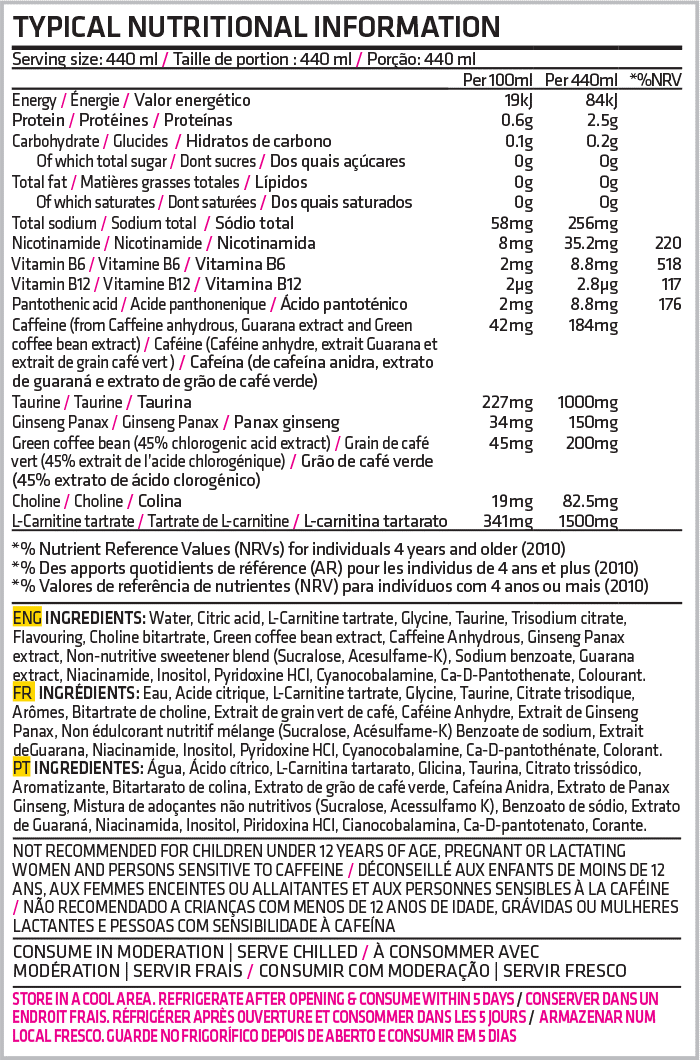 TYPICAL NUTRITIONAL INFORMATION
Serving size: 440 ml / Taille de portion : 440 ml / Porção: 440 ml
Per 100ml Per 440ml *%NRV
Energy / Énergie / Valor energético 19kJ 84kJ
Protein / Protéines / Proteínas 0.6g 2.5g
Carbohydrate / Glucides / Hidratos de carbono 0.1g 0.2g
Of which total sugar / Dont sucres / Dos quais açúcares 0g 0g
Total fat / Matières grasses totales / Lípidos 0g 0g
Of which saturates / Dont saturées / Dos quais saturados 0g 0g
Total sodium / Sodium total / Sódio total 58mg 256mg
Nicotinamide / Nicotinamide / Nicotinamida 8mg 35.2mg 220
Vitamin B6 / Vitamine B6 / Vitamina B6 2mg 8.8mg 518
Vitamin B12 / Vitamine B12 / Vitamina B12 2µg 2.8µg 117
Pantothenic acid / Acide panthonenique / Ácido pantoténico 2mg 8.8mg 176
Caffeine (from Caffeine anhydrous, Guarana extract and Green 42mg 184mg
coffee bean extract) / Caféine (Caféine anhydre, extrait Guarana et
extrait de grain café vert ) / Cafeína (de cafeína anidra, extrato
de guaraná e extrato de grão de café verde)
Taurine / Taurine / Taurina 227mg 1000mg
Ginseng Panax / Ginseng Panax / Panax ginseng 34mg 150mg
Green coffee bean (45% chlorogenic acid extract) / Grain de café 45mg 200mg
vert (45% extrait de l'acide chlorogénique) / Grão de café verde
(45% extrato de ácido clorogénico)
Choline / Choline / Colina 19mg 82.5mg
L-Carnitine tartrate / Tartrate de L-carnitine / L-carnitina tartarato 341mg 1500mg
*% Nutrient Reference Values (NRVs) for individuals 4 years and older (2010)
*% Des apports quotidients de référence (AR) pour les individus de 4 ans et plus (2010)
*% Valores de referência de nutrientes (NRV) para indivíduos com 4 anos ou mais (2010)
ENG INGREDIENTS: Water, Citric acid, L-Carnitine tartrate, Glycine, Taurine, Trisodium citrate,
Flavouring, Choline bitartrate, Green coffee bean extract, Caffeine Anhydrous, Ginseng Panax
extract, Non-nutritive sweetener blend (Sucralose, Acesulfame-K), Sodium benzoate, Guarana
extract, Niacinamide, Inositol, Pyridoxine HCl, Cyanocobalamine, Ca-D-Pantothenate, Colourant.
FR INGRÉDIENTS: Eau, Acide citrique, L-Carnitine tartrate, Glycine, Taurine, Citrate trisodique,
Arômes, Bitartrate de choline, Extrait de grain vert de café, Caféine Anhydre, Extrait de Ginseng
Panax, Non édulcorant nutritif mélange (Sucralose, Acésulfame-K) Benzoate de sodium, Extrait
deGuarana, Niacinamide, Inositol, Pyridoxine HCl, Cyanocobalamine, Ca-D-pantothénate, Colorant.
PT INGREDIENTES: Água, Ácido cítrico, L-Carnitina tartarato, Glicina, Taurina, Citrato trissódico,
Aromatizante, Bitartarato de colina, Extrato de grão de café verde, Cafeína Anidra, Extrato de Panax
Ginseng, Mistura de adoçantes não nutritivos (Sucralose, Acessulfamo K), Benzoato de sódio, Extrato
de Guaraná, Niacinamida, Inositol, Piridoxina HCl, Cianocobalamina, Ca-D-pantotenato, Corante.
NOT RECOMMENDED FOR CHILDREN UNDER 12 YEARS OF AGE, PREGNANT OR LACTATING
WOMEN AND PERSONS SENSITIVE TO CAFFEINE / DÉCONSEILLÉ AUX ENFANTS DE MOINS DE 12
ANS, AUX FEMMES ENCEINTES OU ALLAITANTES ET AUX PERSONNES SENSIBLES À LA CAFÉINE
/ NÃO RECOMENDADO A CRIANÇAS COM MENOS DE 12 ANOS DE IDADE, GRÁVIDAS OU MULHERES
LACTANTES E PESSOAS COM SENSIBILIDADE À CAFEÍNA
CONSUME IN MODERATION | SERVE CHILLED / À CONSOMMER AVEC
MODÉRATION | SERVIR FRAIS / CONSUMIR COM MODERAÇÃO | SERVIR FRESCO
STORE IN A COOL AREA. REFRIGERATE AFTER OPENING & CONSUME WITHIN 5 DAYS / CONSERVER DANS UN
ENDROIT FRAIS. RÉFRIGÉRER APRÈS OUVERTURE ET CONSOMMER DANS LES 5 JOURS / ARMAZENAR NUM
LOCAL FRESCO. GUARDE NO FRIGORÍFICO DEPOIS DE ABERTO E CONSUMIR EM 5 DIAS